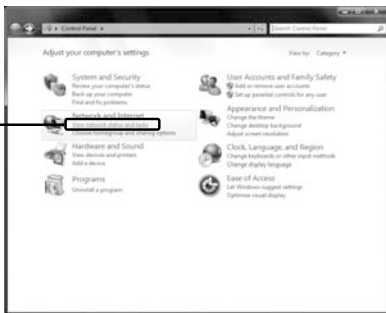 Control Panel
Search Control Panel
Adjust your computer's settings
View by: Category
System and Security
Review your computer's status
Back up your computer
Find and fix problems
Network and Internet
View network status and tasks
Choose homegroup and sharing options
Hardware and Sound
View devices and printers
Add a device
Programs
Uninstall a program
User Accounts and Family Safety
Add or remove user accounts
Set up parental controls for any user
Appearance and Personalization
Change the theme
Change desktop background
Adjust screen resolution
Clock, Language, and Region
Change keyboards or other input methods
Change display language
Ease of Access
Let Windows suggest settings
Optimize visual display